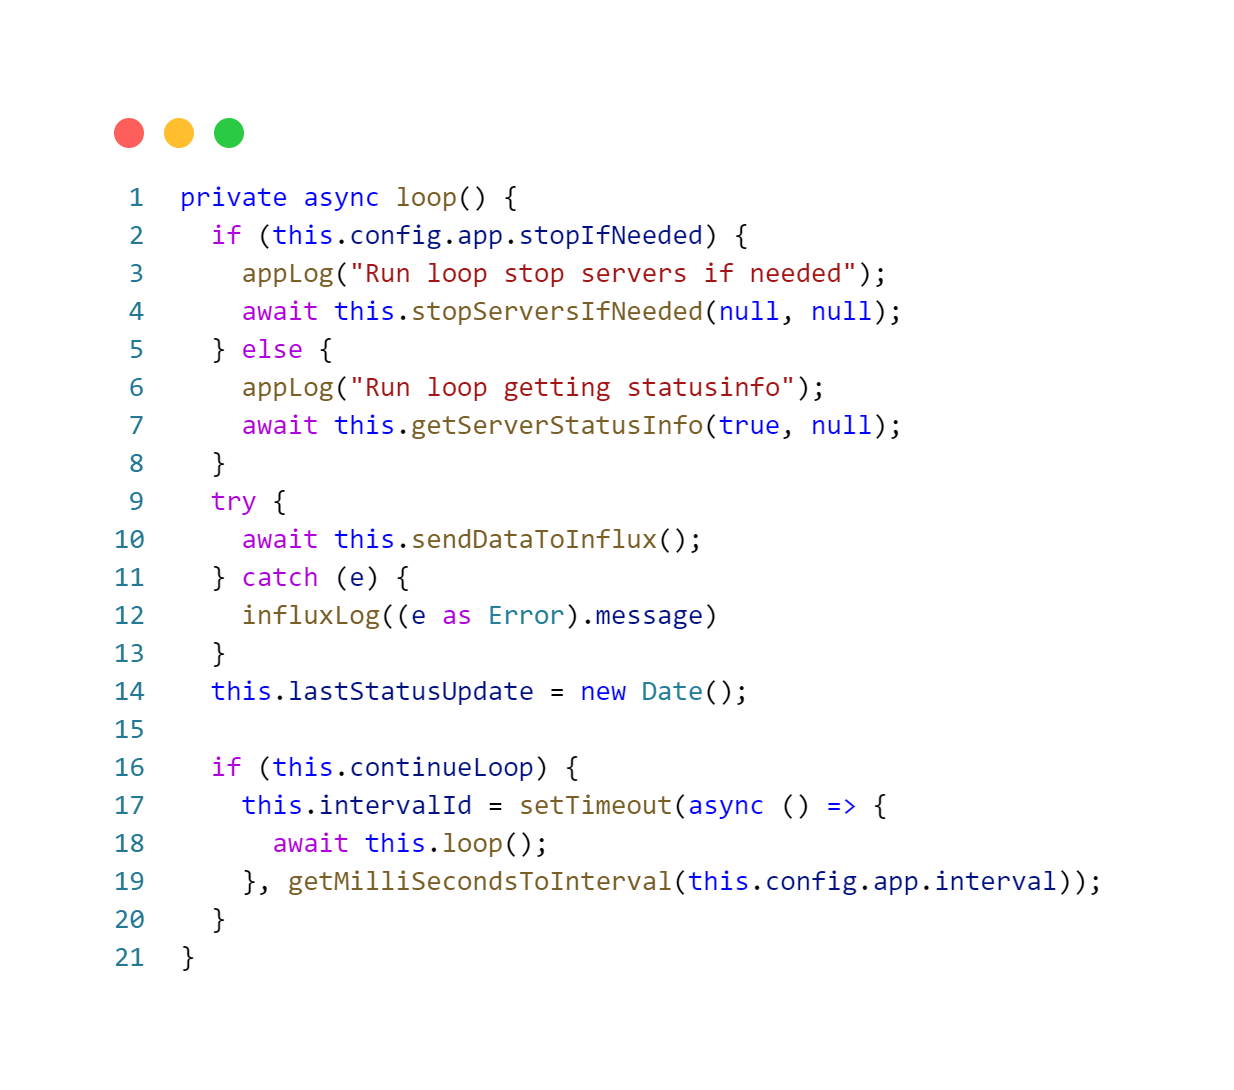 1 private async loop() {
2   if (this.config.app.stopIfNeeded) {
3     appLog("Run loop stop servers if needed");
4     await this.stopServersIfNeeded(null, null);
5   } else {
6     appLog("Run loop getting statusinfo");
7     await this.getServerStatusInfo(true, null);
8   }
9   try {
10     await this.sendDataToInflux();
11   } catch (e) {
12     influxLog((e as Error).message)
13   }
14   this.lastStatusUpdate = new Date();
15
16   if (this.continueLoop) {
17     this.intervalId = setTimeout(async () => {
18       await this.loop();
19     }, getMilliSecondsToInterval(this.config.app.interval));
20   }
21 }